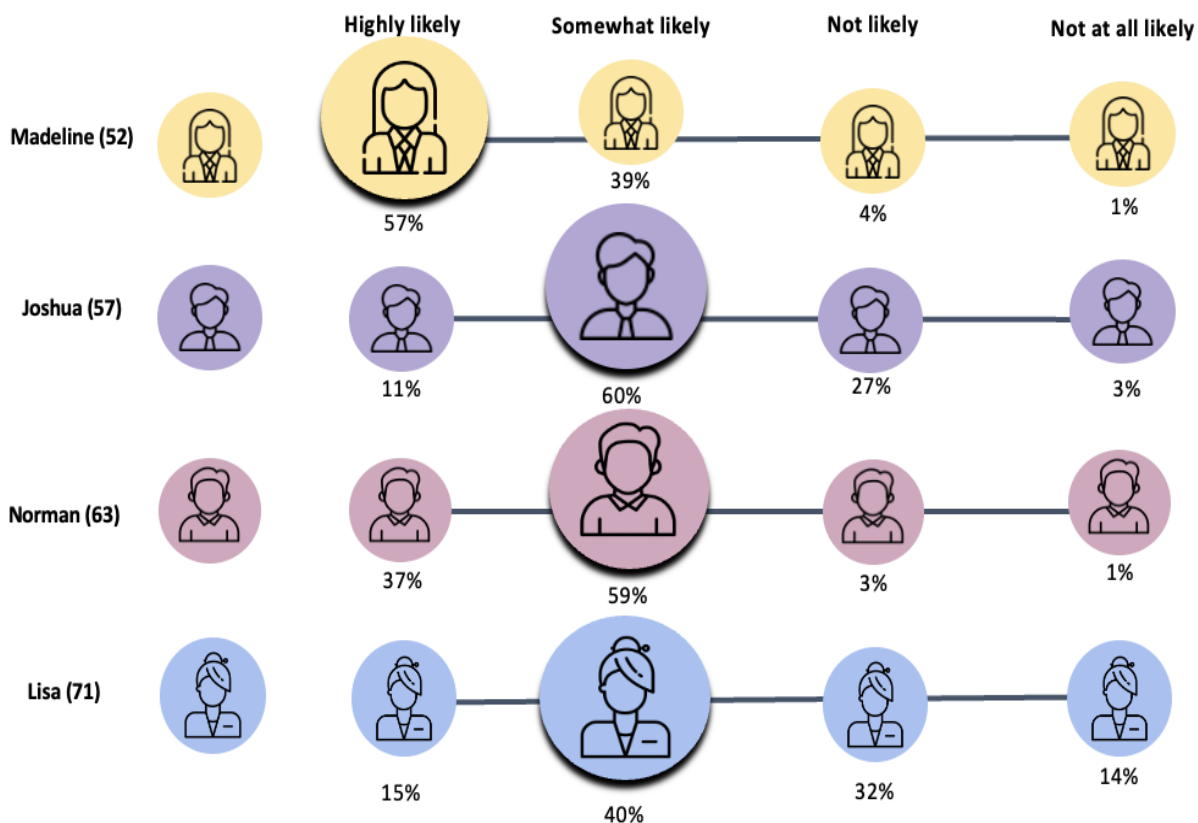 Highly likely Somewhat likely Not likely Not at all likely
Madeline (52)
57% 39% 4% 1%
Joshua (57)
11% 60% 27% 3%
Norman (63)
37% 59% 3% 1%
Lisa (71)
15% 40% 32% 14%